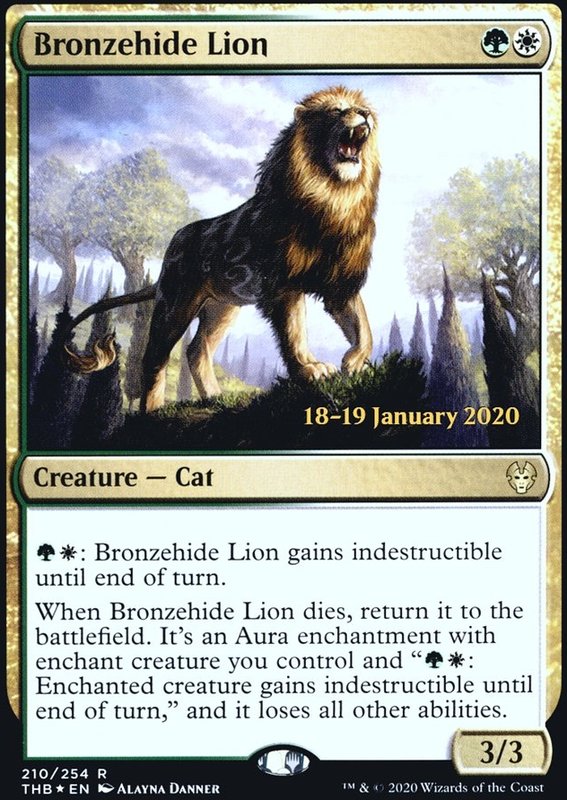 Bronzehide Lion
18–19 January 2020
Creature — Cat
: Bronzehide Lion gains indestructible
until end of turn.
When Bronzehide Lion dies, return it to the
battlefield. It's an Aura enchantment with
enchant creature you control and “:
Enchanted creature gains indestructible until
end of turn,” and it loses all other abilities.
3/3
210/254 R
THB★EN Alayna Danner
™ & © 2020 Wizards of the Coast